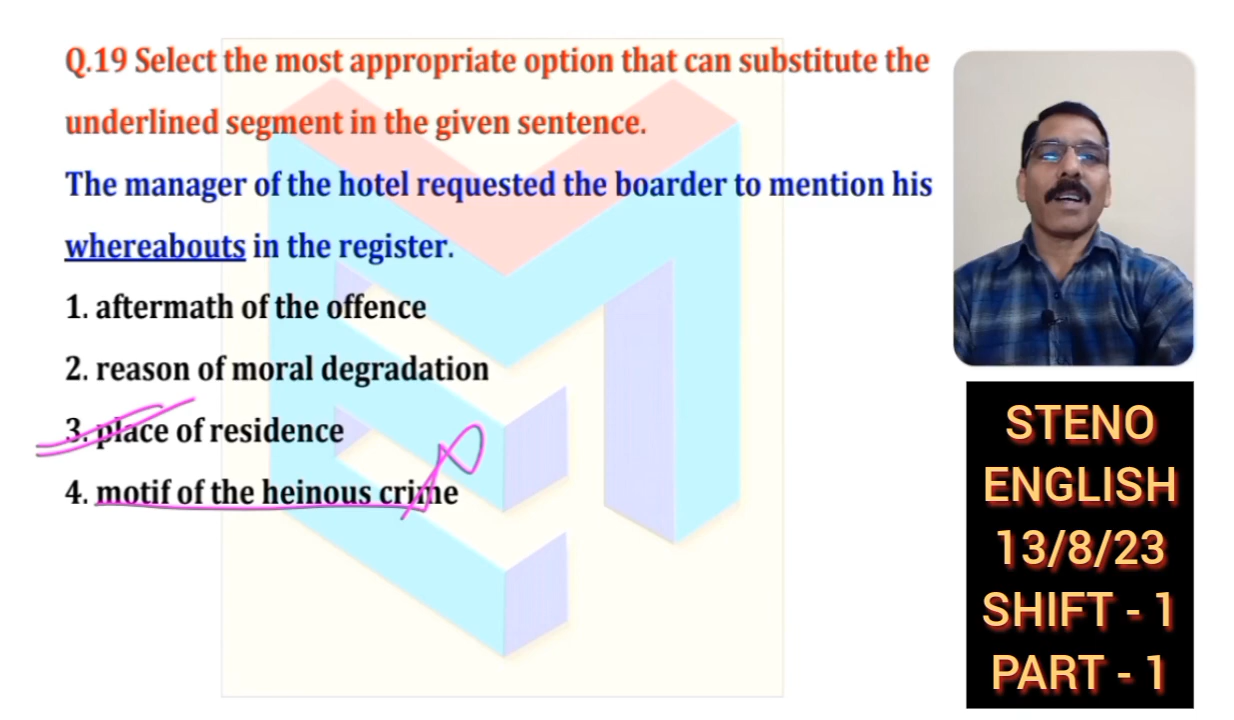 Q.19 Select the most appropriate option that can substitute the
underlined segment in the given sentence.
The manager of the hotel requested the boarder to mention his
whereabouts in the register.
1. aftermath of the offence
2. reason of moral degradation
3. place of residence
4. motif of the heinous crime
STENO
ENGLISH
13/8/23
SHIFT - 1
PART - 1